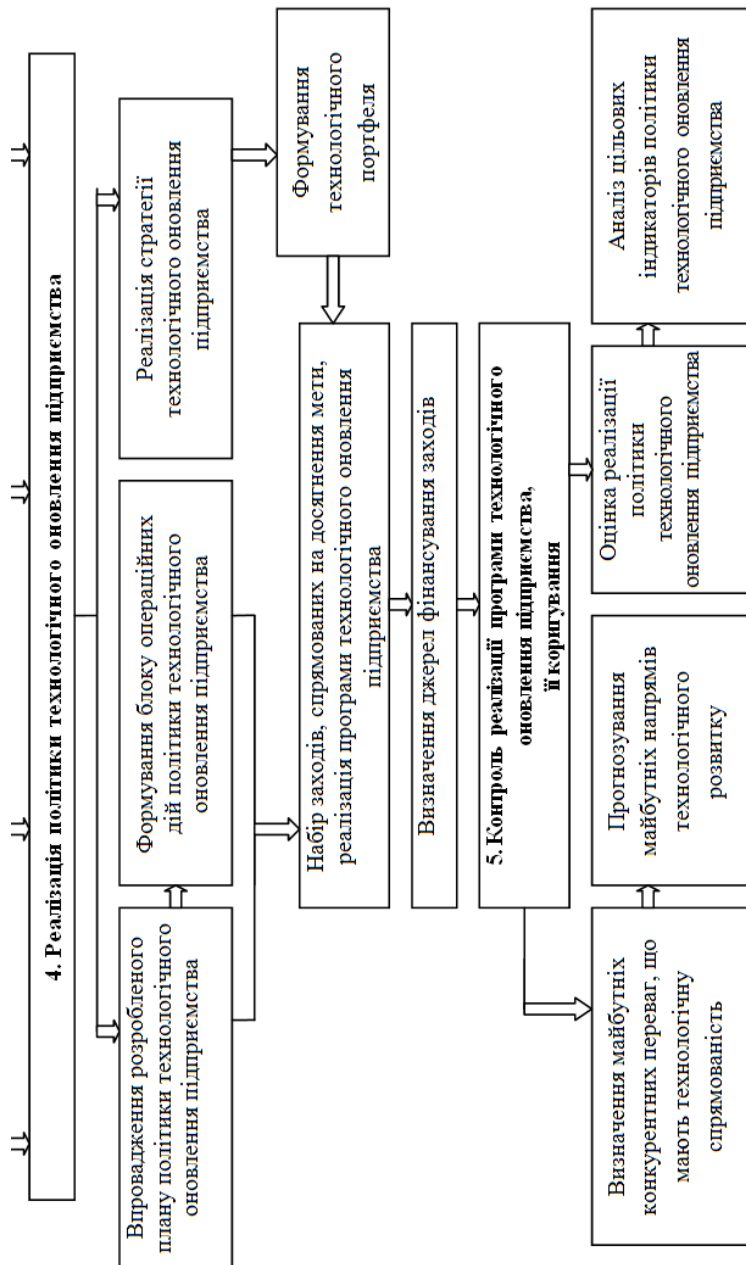 4. Реалізація політики технологічного оновлення підприємства
Впровадження розробленого
плану політики технологічного
оновлення підприємства
Формування блоку операційних
дій політики технологічного
оновлення підприємства
Реалізація стратегії
технологічного оновлення
підприємства
Формування
технологічного
портфеля
Набір заходів, спрямованих на досягнення мети,
реалізація програми технологічного оновлення
підприємства
Визначення джерел фінансування заходів
5. Контроль реалізації програми технологічного
оновлення підприємства,
її коригування
Визначення майбутніх
конкурентних переваг, що
мають технологічну
спрямованість
Прогнозування
майбутніх напрямів
технологічного
розвитку
Оцінка реалізації
політики
технологічного
оновлення підприємства
Аналіз цільових
індикаторів політики
технологічного оновлення
підприємства